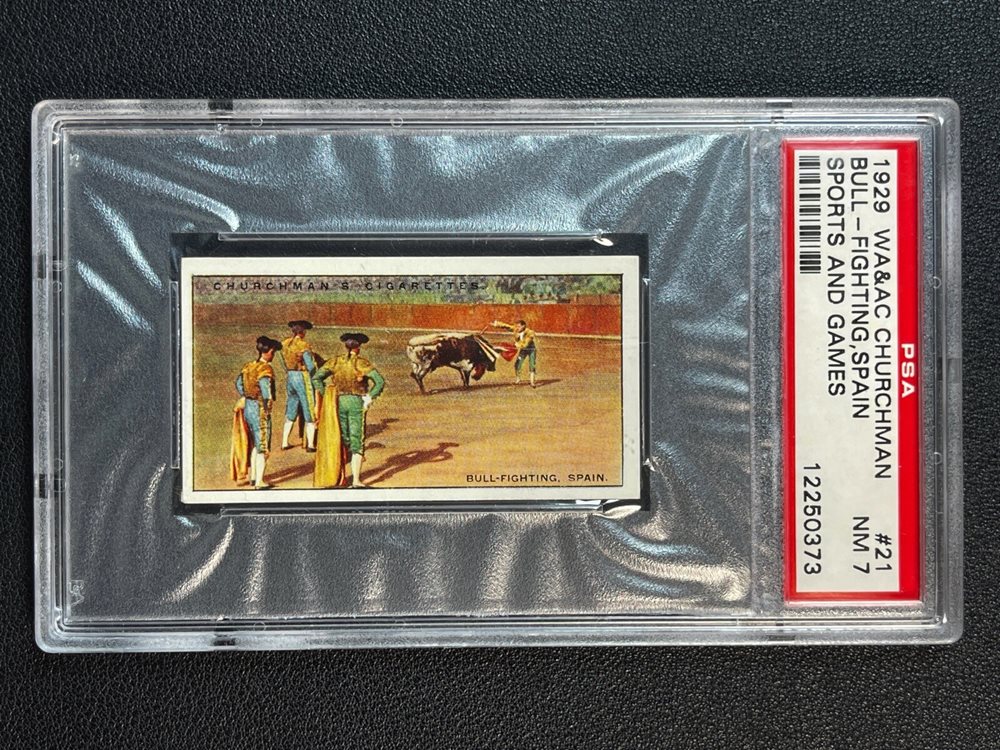 CHURCHMAN'S CIGARETTES
BULL-FIGHTING, SPAIN.
PSA
1929 WA&AC CHURCHMAN #21
BULL-FIGHTING,SPAIN NM 7
SPORTS AND GAMES
12250373